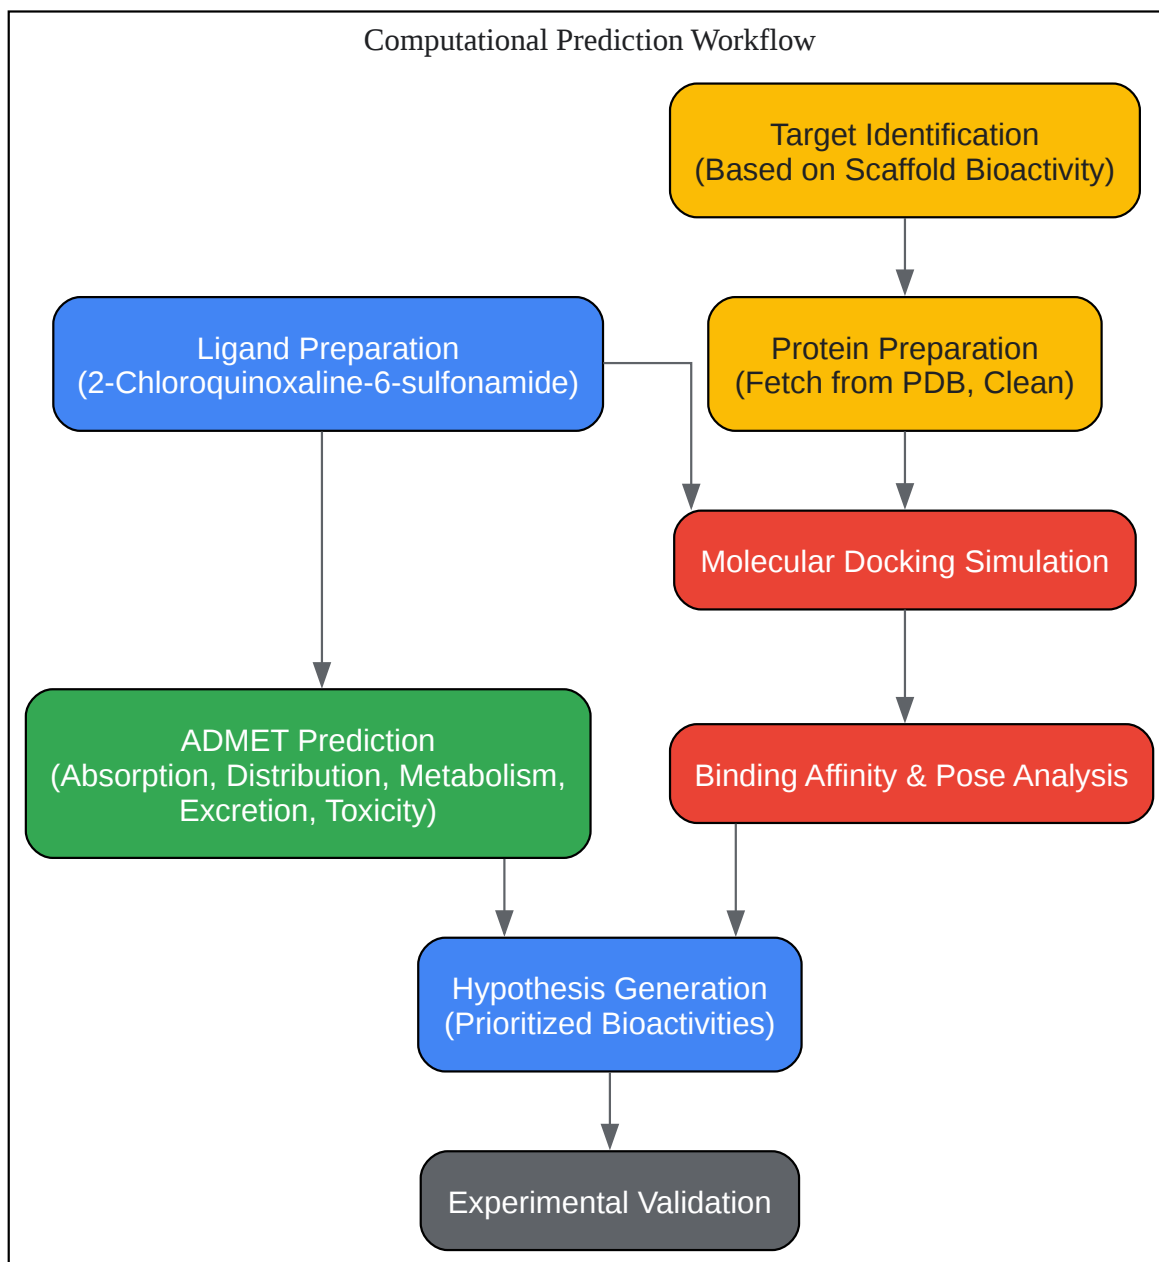 Computational Prediction Workflow
Target Identification
(Based on Scaffold Bioactivity)
Ligand Preparation
(2-Chloroquinoxaline-6-sulfonamide)
Protein Preparation
(Fetch from PDB, Clean)
Molecular Docking Simulation
ADMET Prediction
(Absorption, Distribution, Metabolism,
Excretion, Toxicity)
Binding Affinity & Pose Analysis
Hypothesis Generation
(Prioritized Bioactivities)
Experimental Validation